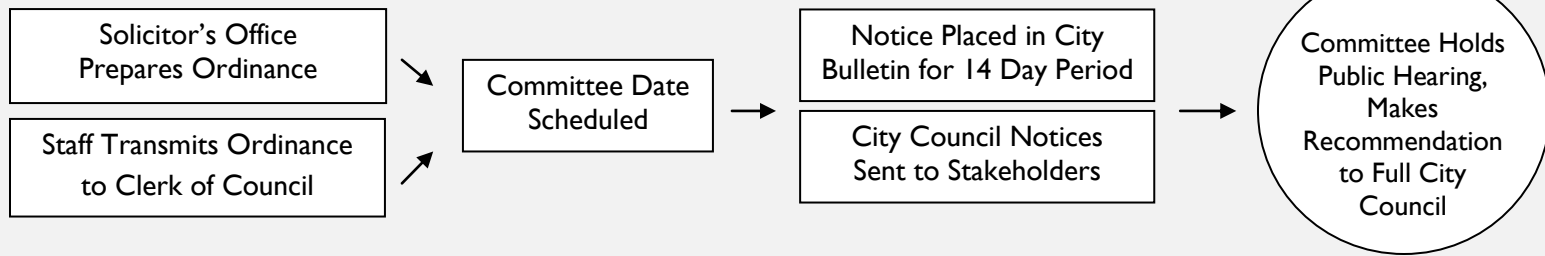 Solicitor's Office
Prepares Ordinance
Staff Transmits Ordinance
to Clerk of Council
Committee Date
Scheduled
Notice Placed in City
Bulletin for 14 Day Period
City Council Notices
Sent to Stakeholders
Committee Holds
Public Hearing,
Makes
Recommendation
to Full City
Council